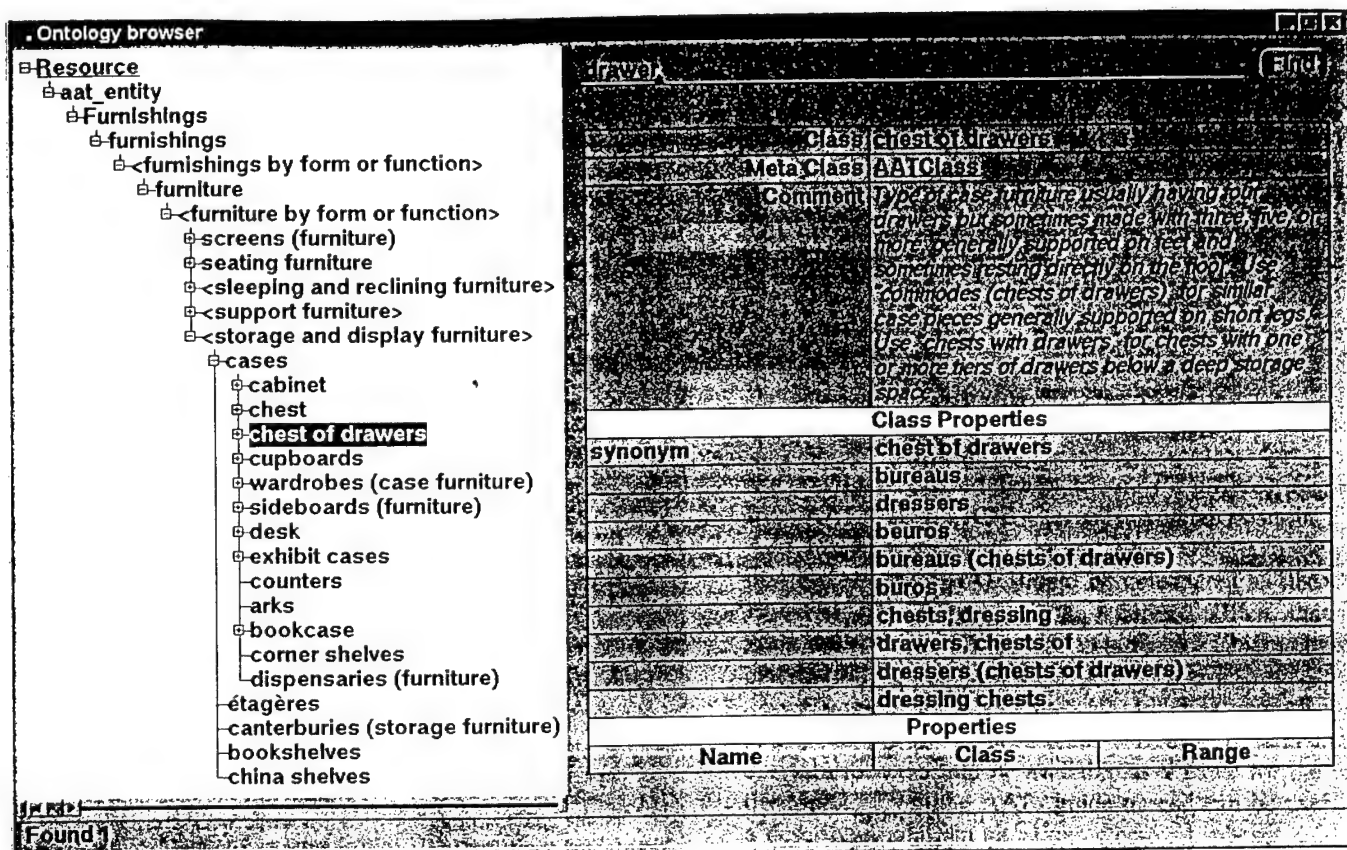 . Ontology browser
Resource
aat_entity
Furnishings
furnishings
<furnishings by form or function>
furniture
<furniture by form or function>
screens (furniture)
seating furniture
<sleeping and reclining furniture>
<support furniture>
<storage and display furniture>
cases
cabinet
chest
chest of drawers
cupboards
wardrobes (case furniture)
sideboards (furniture)
desk
exhibit cases
counters
arks
bookcase
corner shelves
dispensaries (furniture)
étagères
canterburies (storage furniture)
bookshelves
china shelves
Found 1
drawer
Find
Class chest of drawers
Meta Class AATClass
Comment Type of case furniture usually having four
drawers but sometimes made with three, five, or
more, generally supported on feet and
sometimes resting directly on the floor. Use
commodes (chests of drawers), for similar
case pieces generally supported on short legs.
Use chests with drawers, for chests with one
or more tiers of drawers below a deep storage
space.
Class Properties
synonym chest of drawers
bureaus
dressers
beuros
bureaus (chests of drawers)
buros
chests, dressing
drawers, chests of
dressers (chests of drawers)
dressing chests
Properties
Name Class Range